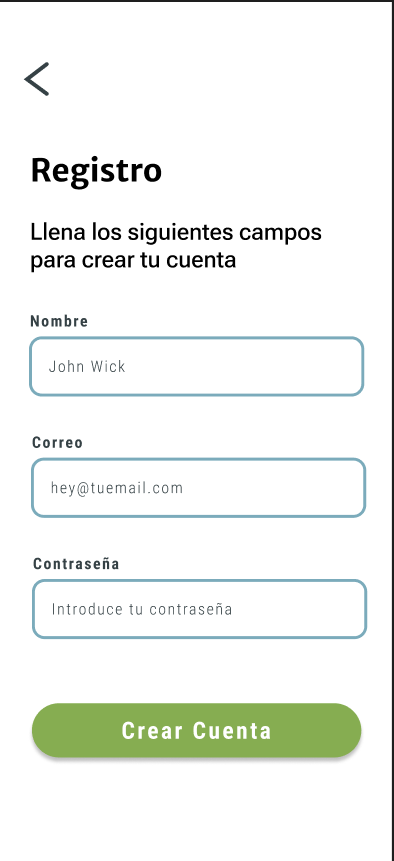 Registro
Llena los siguientes campos
para crear tu cuenta
Nombre
John Wick
Correo
hey@tuemail.com
Contraseña
Introduce tu contraseña
Crear Cuenta